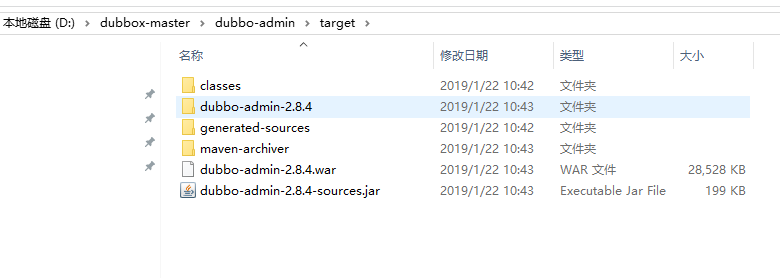 本地磁盘 (D:) > dubbox-master > dubbo-admin > target >
名称 修改日期 类型 大小
classes 2019/1/22 10:42 文件夹
dubbo-admin-2.8.4 2019/1/22 10:43 文件夹
generated-sources 2019/1/22 10:42 文件夹
maven-archiver 2019/1/22 10:43 文件夹
dubbo-admin-2.8.4.war 2019/1/22 10:43 WAR 文件 28,528 KB
dubbo-admin-2.8.4-sources.jar 2019/1/22 10:43 Executable Jar File 199 KB